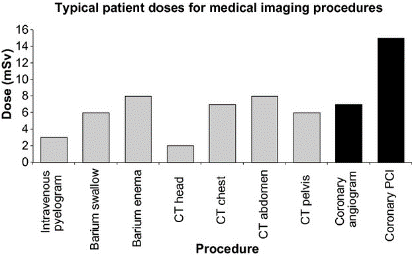 Typical patient doses for medical imaging procedures
Dose (mSv)
16
14
12
10
8
6
4
2
0
Intravenous
pyelogram
Barium swallow
Barium enema
CT head
CT chest
CT abdomen
CT pelvis
Coronary
angiogram
Coronary PCI
Procedure